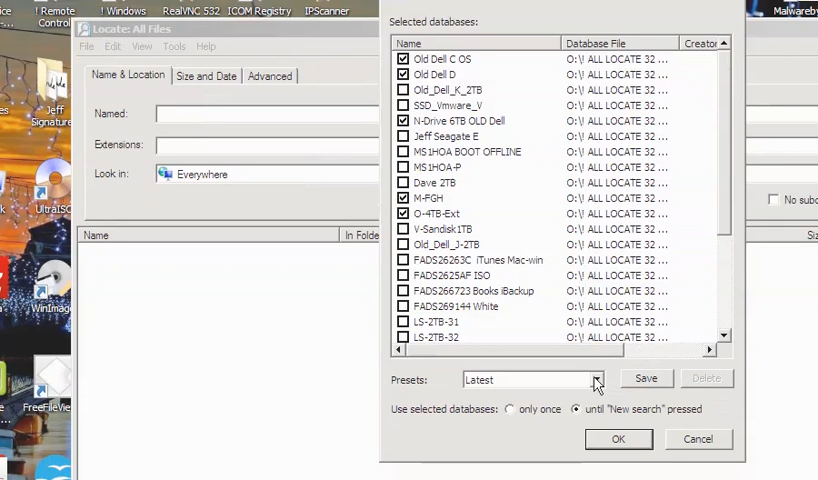 ! Remote
Control
! Windows
RealVNC 532
ICOM Registry
IPScanner
Malwareby
Locate: All Files
File Edit View Tools Help
Name & Location Size and Date Advanced
Named:
Extensions:
Look in: Everywhere
No subd
Name In Folde
Siz
Jeff
Signature
UltraISO
WinImage
FreeFileView
Selected databases:
Name Database File Creator
Old Dell C OS O:\! ALL LOCATE 32 ...
Old Dell D O:\! ALL LOCATE 32 ...
Old_Dell_K_2TB O:\! ALL LOCATE 32 ...
SSD_Vmware_V O:\! ALL LOCATE 32 ...
N-Drive 6TB OLD Dell O:\! ALL LOCATE 32 ...
Jeff Seagate E O:\! ALL LOCATE 32 ...
MS1HOA BOOT OFFLINE O:\! ALL LOCATE 32 ...
MS1HOA-P O:\! ALL LOCATE 32 ...
Dave 2TB O:\! ALL LOCATE 32 ...
M-FGH O:\! ALL LOCATE 32 ...
O-4TB-Ext O:\! ALL LOCATE 32 ...
V-Sandisk1TB O:\! ALL LOCATE 32 ...
Old_Dell_J-2TB O:\! ALL LOCATE 32 ...
FADS26263C iTunes Mac-win O:\! ALL LOCATE 32 ...
FADS2625AF ISO O:\! ALL LOCATE 32 ...
FADS266723 Books iBackup O:\! ALL LOCATE 32 ...
FADS269144 White O:\! ALL LOCATE 32 ...
LS-2TB-31 O:\! ALL LOCATE 32 ...
LS-2TB-32 O:\! ALL LOCATE 32 ...
Presets: Latest Save Delete
Use selected databases: only once until "New search" pressed
OK Cancel